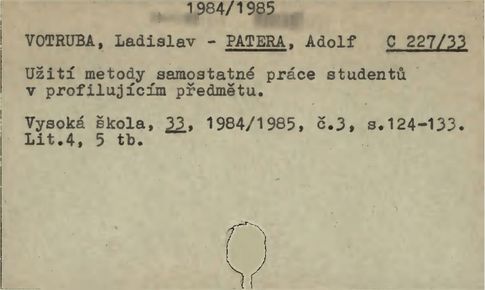 1984/1985
VOTRUBA, Ladislav - PATERA, Adolf C 227/33
Užití metody samostatné práce studentů
v profilujícím předmětu.
Vysoká škola, 33, 1984/1985, č.3, s.124-133.
Lit.4, 5 tb.